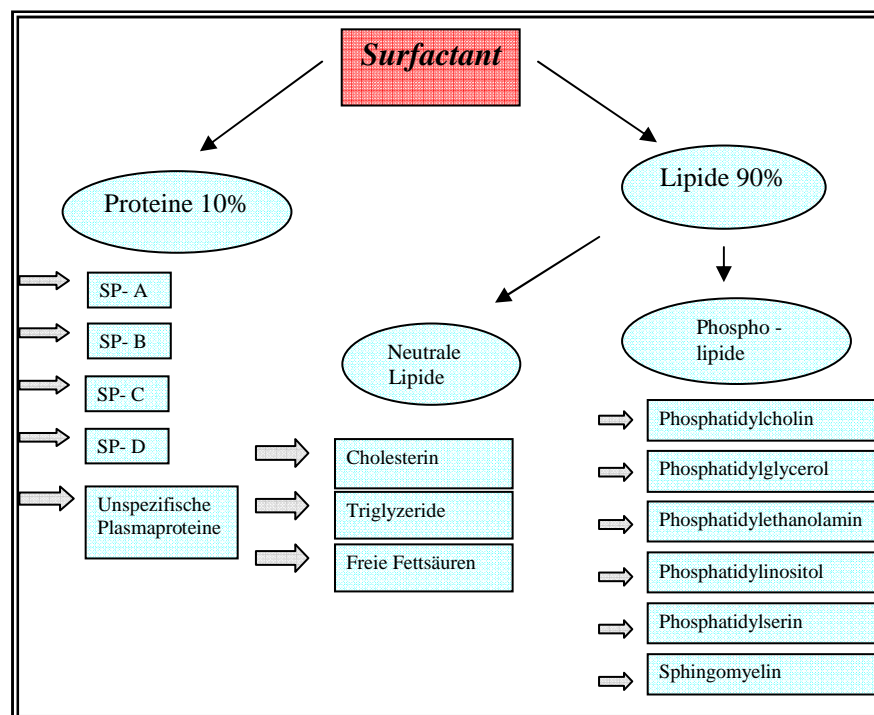 Surfactant
Proteine 10%
SP- A
SP- B
SP- C
SP- D
Unspezifische
Plasmaproteine
Lipide 90%
Neutrale
Lipide
Cholesterin
Triglyzeride
Freie Fettsäuren
Phospho -
lipide
Phosphatidylcholin
Phosphatidylglycerol
Phosphatidylethanolamin
Phosphatidylinositol
Phosphatidylserin
Sphingomyelin